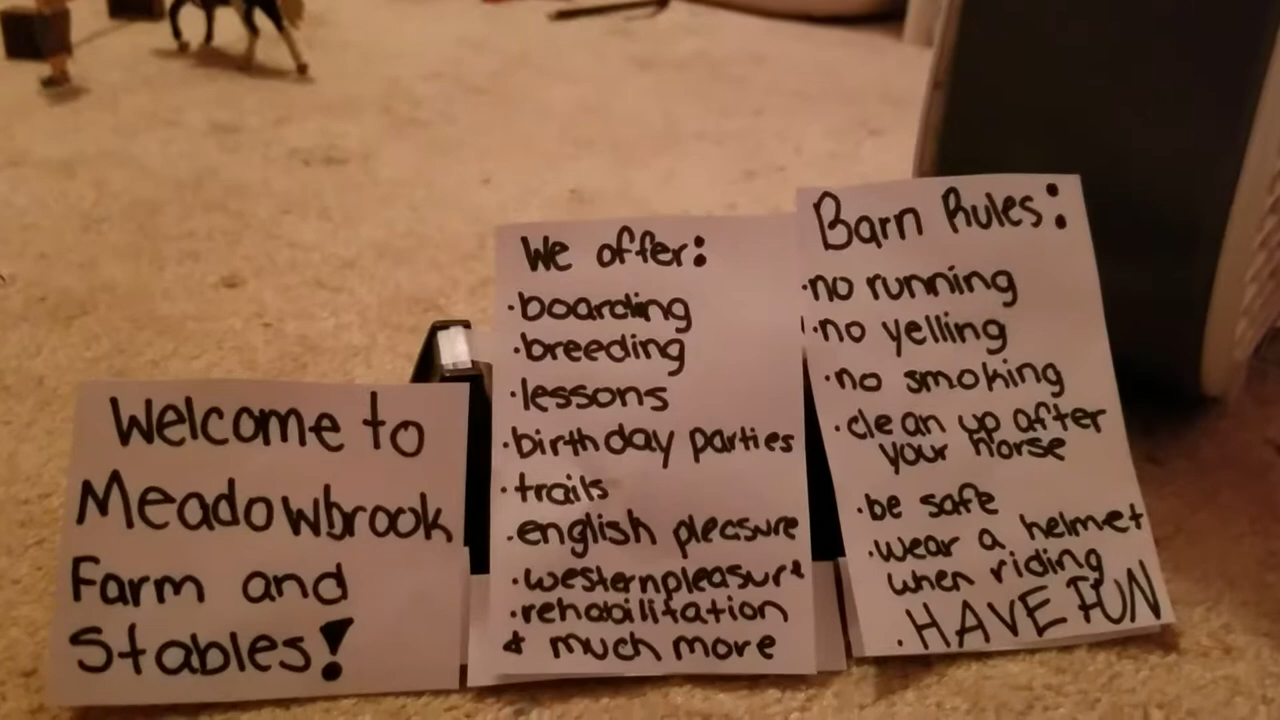 Welcome to
Meadowbrook
Farm and
Stables!
We offer:
·boarding
·breeding
·lessons
·birthday parties
·trails
·english pleasure
·westernpleasure
·rehabilitation
& much more
Barn Rules:
·no running
·no yelling
·no smoking
·clean up after
your horse
·be safe
·wear a helmet
when riding
·HAVE FUN